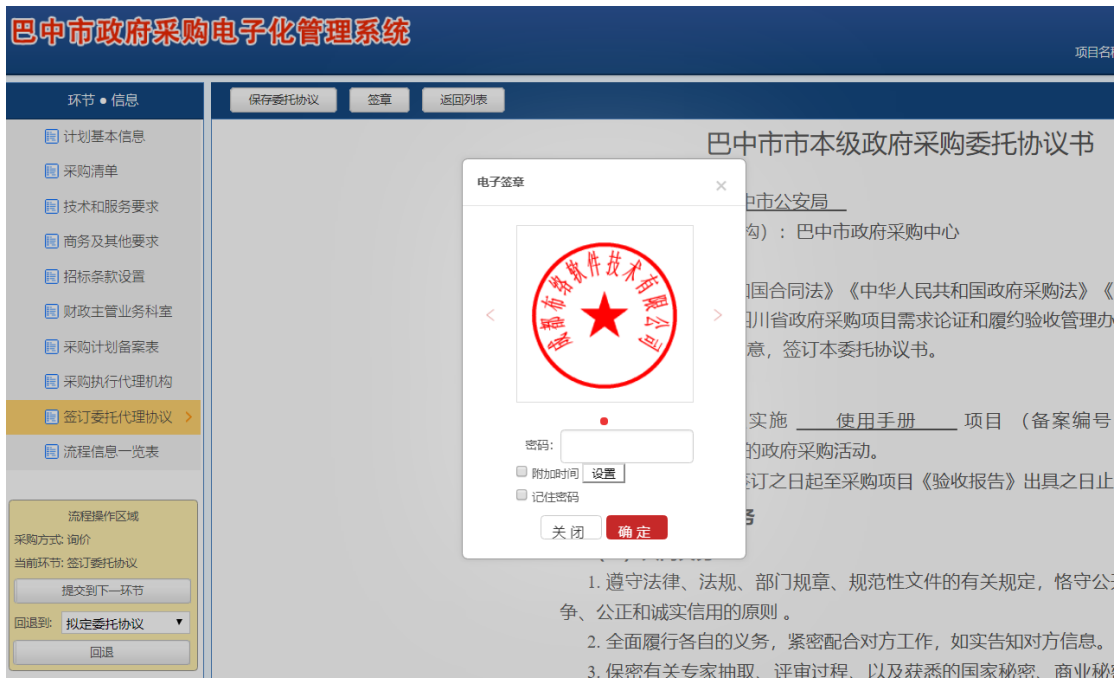 巴中市政府采购电子化管理系统
项目名称
环节 ● 信息
保存委托协议
签章
返回列表
计划基本信息
采购清单
技术和服务要求
商务及其他要求
招标条款设置
财政主管业务科室
采购计划备案表
采购执行代理机构
签订委托代理协议
流程信息一览表
流程操作区域
采购方式: 询价
当前环节: 签订委托协议
提交到下一环节
回退到: 拟定委托协议
回退
巴中市市本级政府采购委托协议书
中市公安局
构）：巴中市政府采购中心
国合同法》《中华人民共和国政府采购法》《
四川省政府采购项目需求论证和履约验收管理办
意，签订本委托协议书。
实施 使用手册 项目 （备案编号
的政府采购活动。
签订之日起至采购项目《验收报告》出具之日止
务
1. 遵守法律、法规、部门规章、规范性文件的有关规定，恪守公开
争、公正和诚实信用的原则 。
2. 全面履行各自的义务，紧密配合对方工作，如实告知对方信息。
3. 保密有关专家抽取、评审过程、以及获悉的国家秘密、商业秘密
电子签章
×
成都布络软件技术有限公司
密码:
附加时间 设置
记住密码
关 闭
确 定